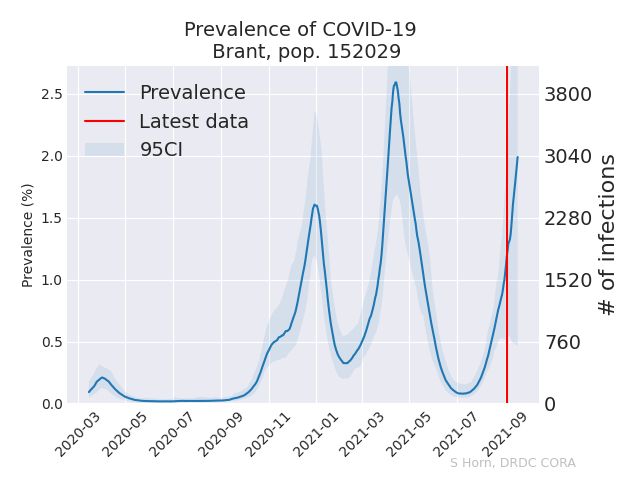 Prevalence of COVID-19
Brant, pop. 152029
Prevalence
Latest data
95CI
Prevalence (%)
2.5
2.0
1.5
1.0
0.5
0.0
3800
3040
2280
1520
760
0
# of infections
2020-03
2020-05
2020-07
2020-09
2020-11
2021-01
2021-03
2021-05
2021-07
2021-09
S Horn, DRDC CORA